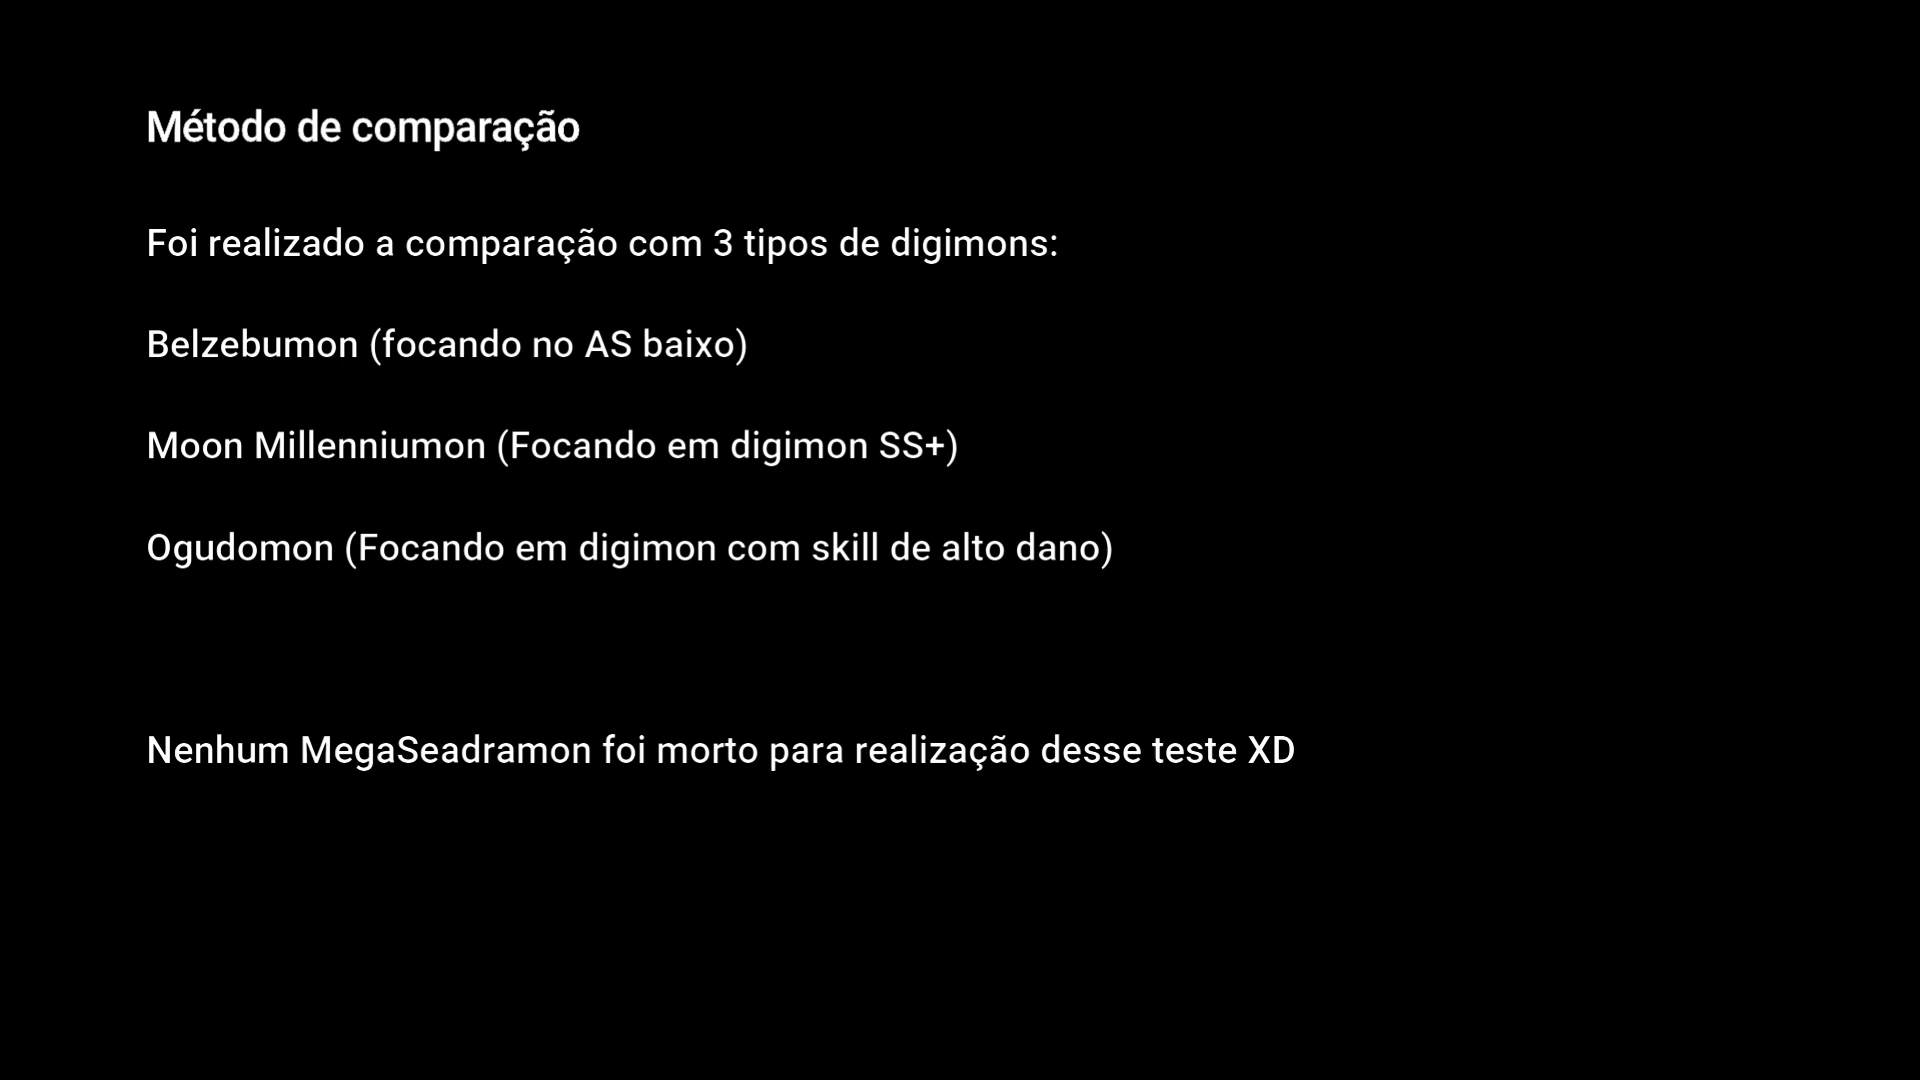 Método de comparação
Foi realizado a comparação com 3 tipos de digimons:
Belzebumon (focando no AS baixo)
Moon Millenniumon (Focando em digimon SS+)
Ogudomon (Focando em digimon com skill de alto dano)
Nenhum MegaSeadramon foi morto para realização desse teste XD